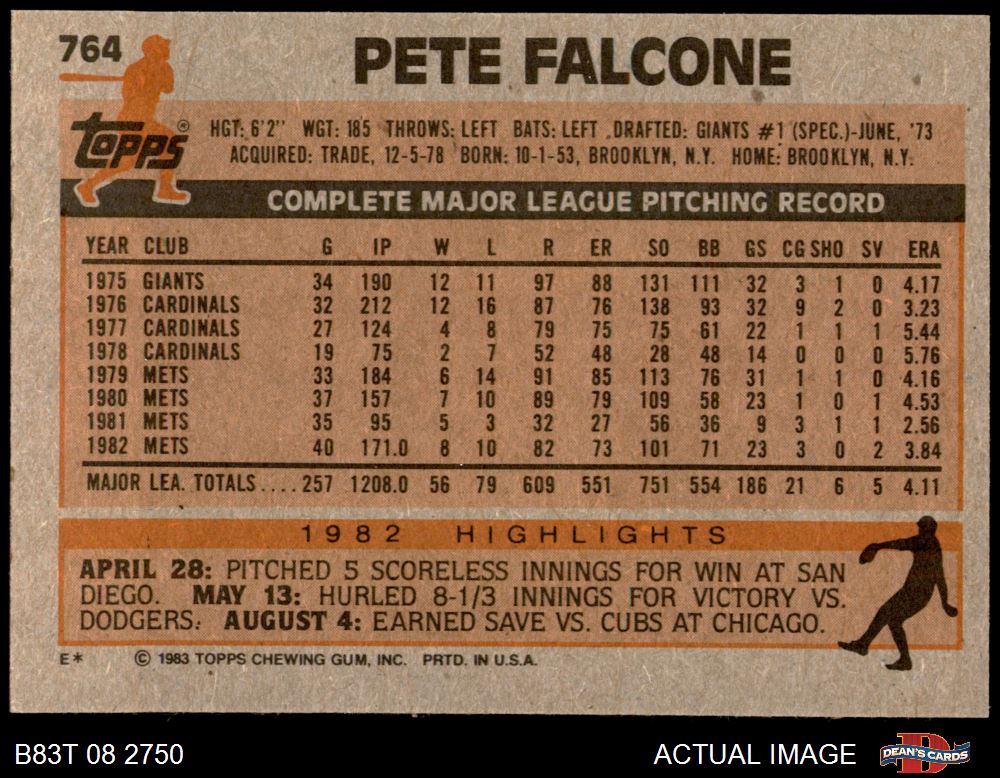 764
PETE FALCONE
Topps®
HGT: 6'2" WGT: 185 THROWS: LEFT BATS: LEFT DRAFTED: GIANTS #1 (SPEC.)-JUNE, '73
ACQUIRED: TRADE, 12-5-78 BORN: 10-1-53, BROOKLYN, N.Y. HOME: BROOKLYN, N.Y.
COMPLETE MAJOR LEAGUE PITCHING RECORD
YEAR CLUB G IP W L R ER SO BB GS CG SHO SV ERA
1975 GIANTS 34 190 12 11 97 88 131 111 32 3 1 0 4.17
1976 CARDINALS 32 212 12 16 87 76 138 93 32 9 2 0 3.23
1977 CARDINALS 27 124 4 8 79 75 75 61 22 1 1 1 5.44
1978 CARDINALS 19 75 2 7 52 48 28 48 14 0 0 0 5.76
1979 METS 33 184 6 14 91 85 113 76 31 1 1 0 4.16
1980 METS 37 157 7 10 89 79 109 58 23 1 0 1 4.53
1981 METS 35 95 5 3 32 27 56 36 9 3 1 1 2.56
1982 METS 40 171.0 8 10 82 73 101 71 23 3 0 2 3.84
MAJOR LEA. TOTALS.... 257 1208.0 56 79 609 551 751 554 186 21 6 5 4.11
1982 HIGHLIGHTS
APRIL 28: PITCHED 5 SCORELESS INNINGS FOR WIN AT SAN
DIEGO. MAY 13: HURLED 8-1/3 INNINGS FOR VICTORY VS.
DODGERS. AUGUST 4: EARNED SAVE VS. CUBS AT CHICAGO.
E* © 1983 TOPPS CHEWING GUM, INC. PRTD. IN U.S.A.
B83T 08 2750 ACTUAL IMAGE DEAN'S CARDS